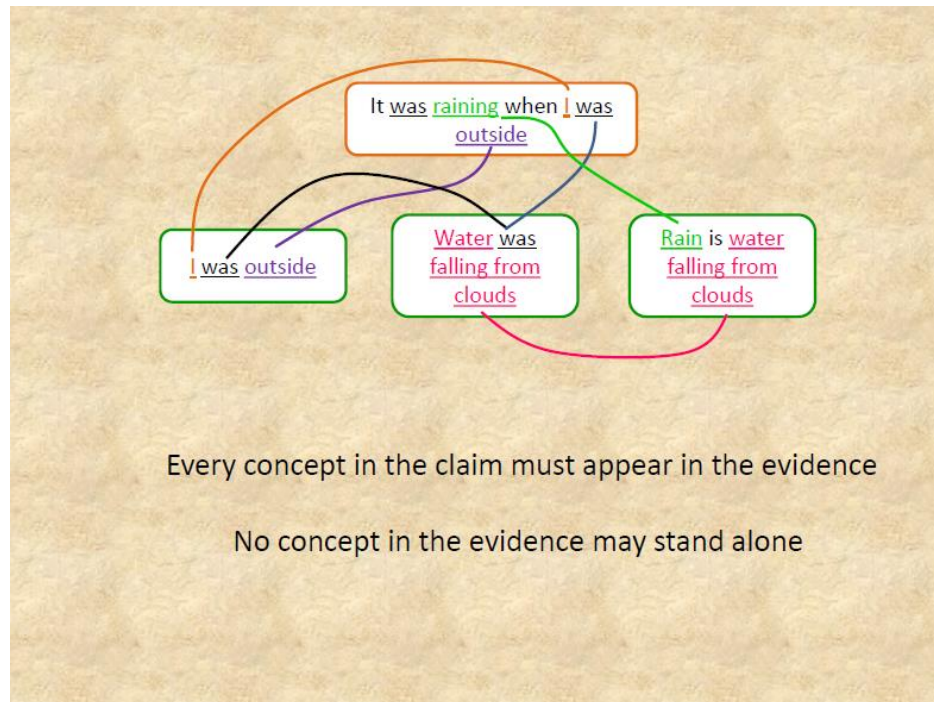 It was raining when I was
outside
I was outside
Water was
falling from
clouds
Rain is water
falling from
clouds
Every concept in the claim must appear in the evidence
No concept in the evidence may stand alone